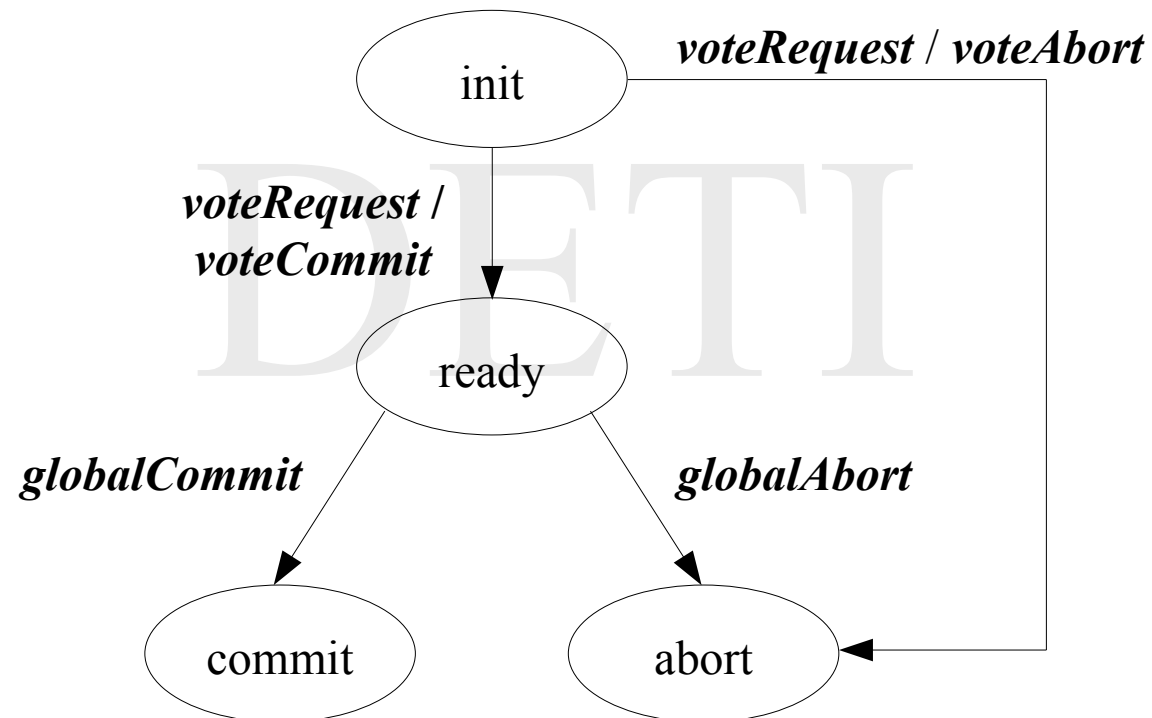 voteRequest / voteAbort
init
DETI
voteRequest /
voteCommit
ready
globalCommit
globalAbort
commit
abort